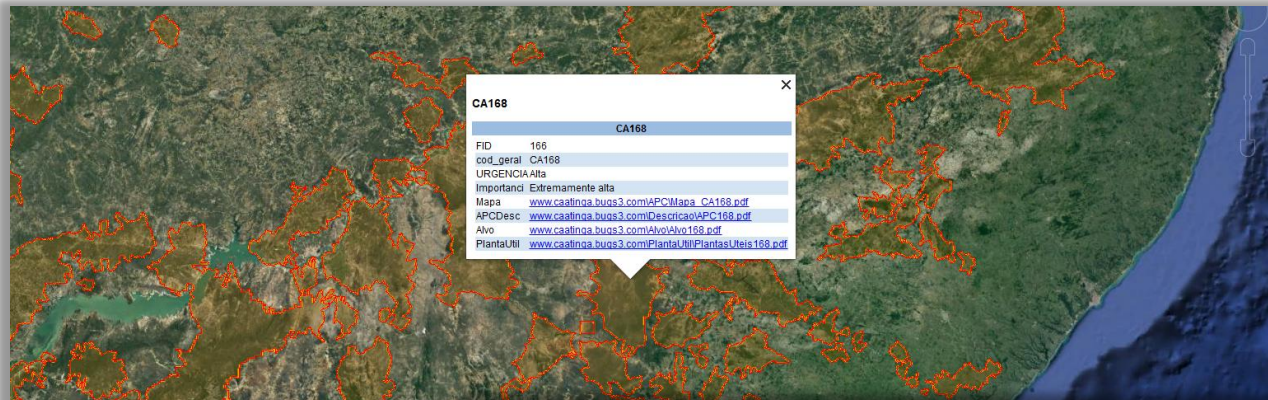 CA168
CA168
FID 166
cod_geral CA168
URGENCIA Alta
Importanci Extremamente alta
Mapa www.caatinga.bugs3.com\APC\Mapa_CA168.pdf
APCDesc www.caatinga.bugs3.com\Descricao\APC168.pdf
Alvo www.caatinga.bugs3.com\Alvo\Alvo168.pdf
PlantaUtil www.caatinga.bugs3.com\PlantaUtil\PlantasUteis168.pdf